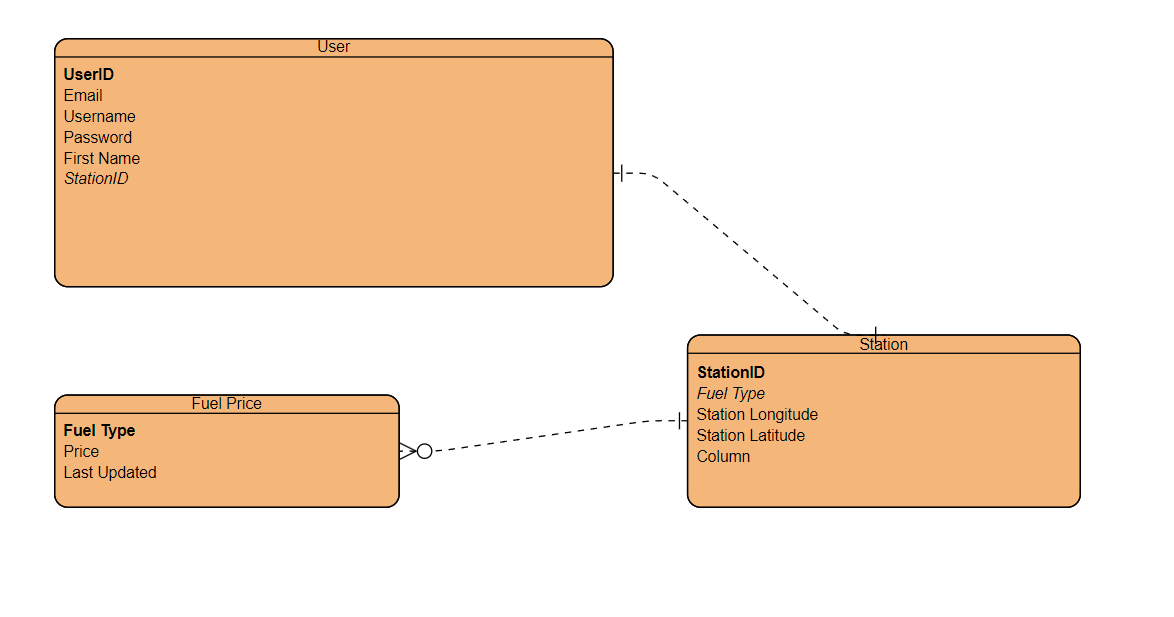 User
UserID
Email
Username
Password
First Name
StationID
Station
StationID
Fuel Type
Station Longitude
Station Latitude
Column
Fuel Price
Fuel Type
Price
Last Updated